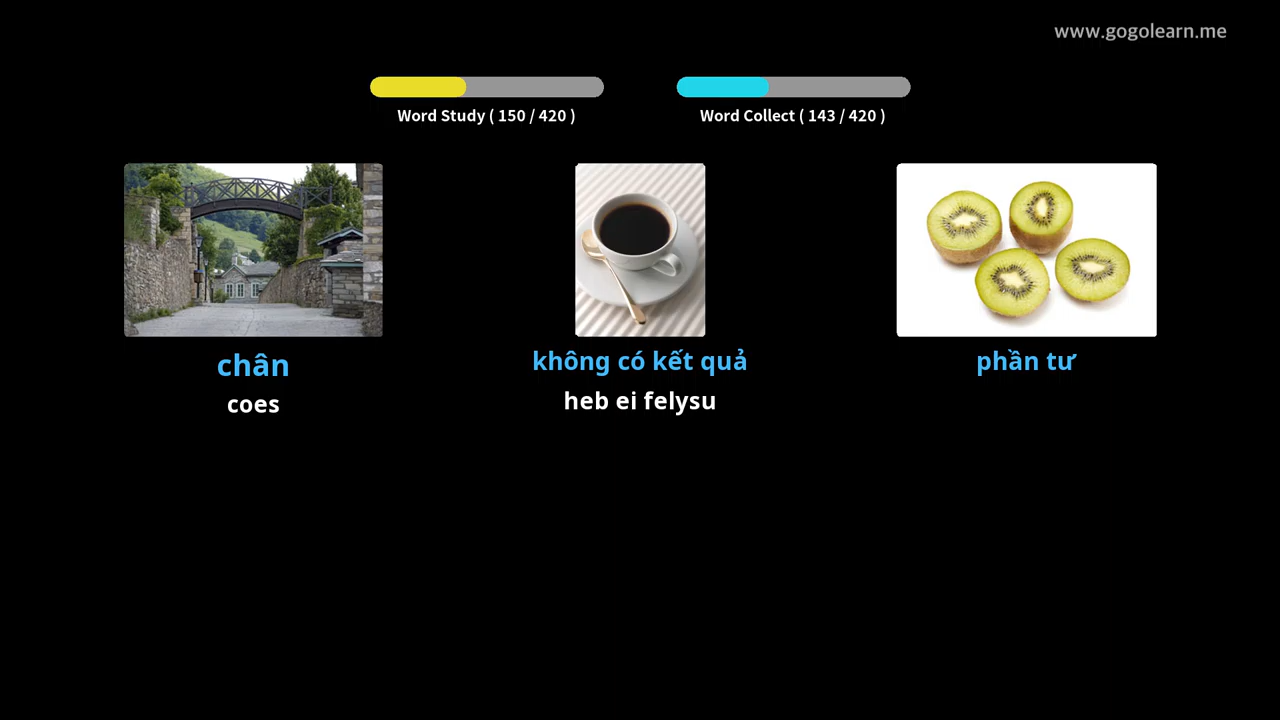 www.gogolearn.me
Word Study ( 150 / 420 )
Word Collect ( 143 / 420 )
chân
coes
không có kết quả
heb ei felysu
phần tư